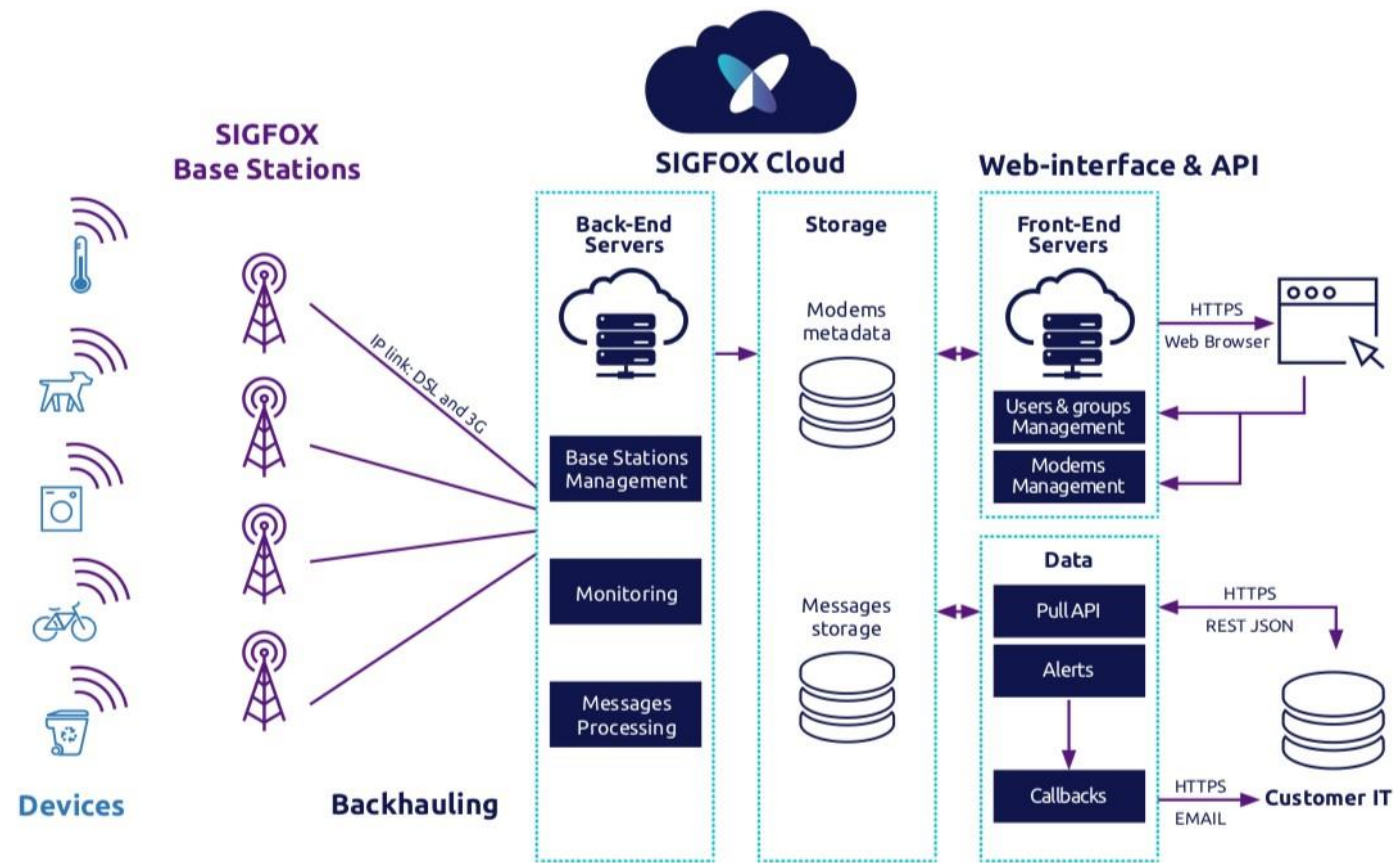 SIGFOX
Base Stations
SIGFOX Cloud
Web-interface & API
Devices
Backhauling
IP link: DSL and 3G
Back-End
Servers
Base Stations
Management
Monitoring
Messages
Processing
Storage
Modems
metadata
Messages
storage
Front-End
Servers
Users & groups
Management
Modems
Management
HTTPS
Web Browser
Data
Pull API
Alerts
Callbacks
HTTPS
REST JSON
HTTPS
EMAIL
Customer IT